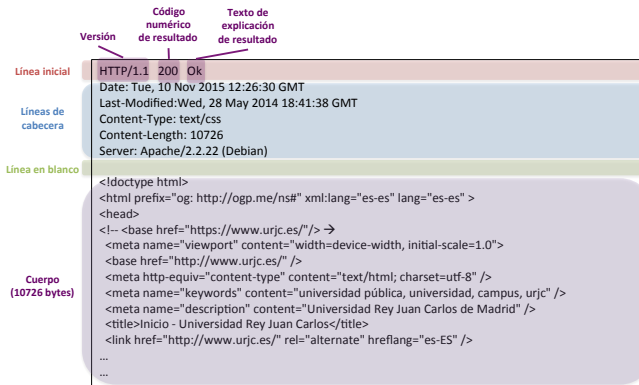 Versión
Código
numérico
de resultado
Texto de
explicación
de resultado
Línea inicial
HTTP/1.1 200 Ok
Líneas de
cabecera
Date: Tue, 10 Nov 2015 12:26:30 GMT
Last-Modified:Wed, 28 May 2014 18:41:38 GMT
Content-Type: text/css
Content-Length: 10726
Server: Apache/2.2.22 (Debian)
Línea en blanco
Cuerpo
(10726 bytes)
<!doctype html>
<html prefix="og: http://ogp.me/ns#" xml:lang="es-es" lang="es-es" >
<head>
<!-- <base href="https://www.urjc.es/"/> →
<meta name="viewport" content="width=device-width, initial-scale=1.0">
<base href="http://www.urjc.es/" />
<meta http-equiv="content-type" content="text/html; charset=utf-8" />
<meta name="keywords" content="universidad pública, universidad, campus, urjc" />
<meta name="description" content="Universidad Rey Juan Carlos de Madrid" />
<title>Inicio - Universidad Rey Juan Carlos</title>
<link href="http://www.urjc.es/" rel="alternate" hreflang="es-ES" />
...
...